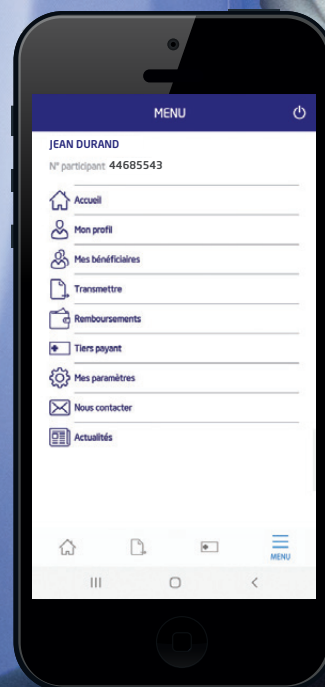 MENU
JEAN DURAND
N° participant 44685543
Accueil
Mon profil
Mes bénéficiaires
Transmettre
Remboursements
Tiers payant
Mes paramètres
Nous contacter
Actualités
MENU